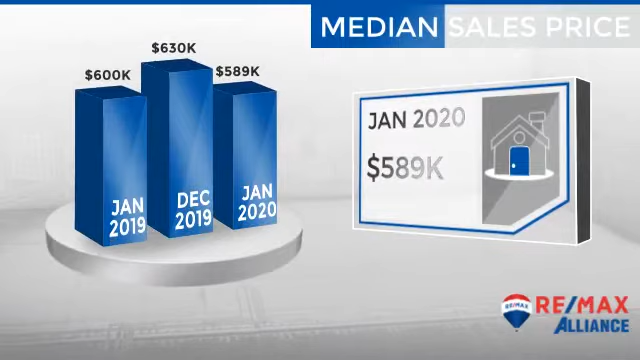 MEDIAN SALES PRICE
$600K
$630K
$589K
JAN
2019
DEC
2019
JAN
2020
JAN 2020
$589K
RE/MAX
RE/MAX
ALLIANCE